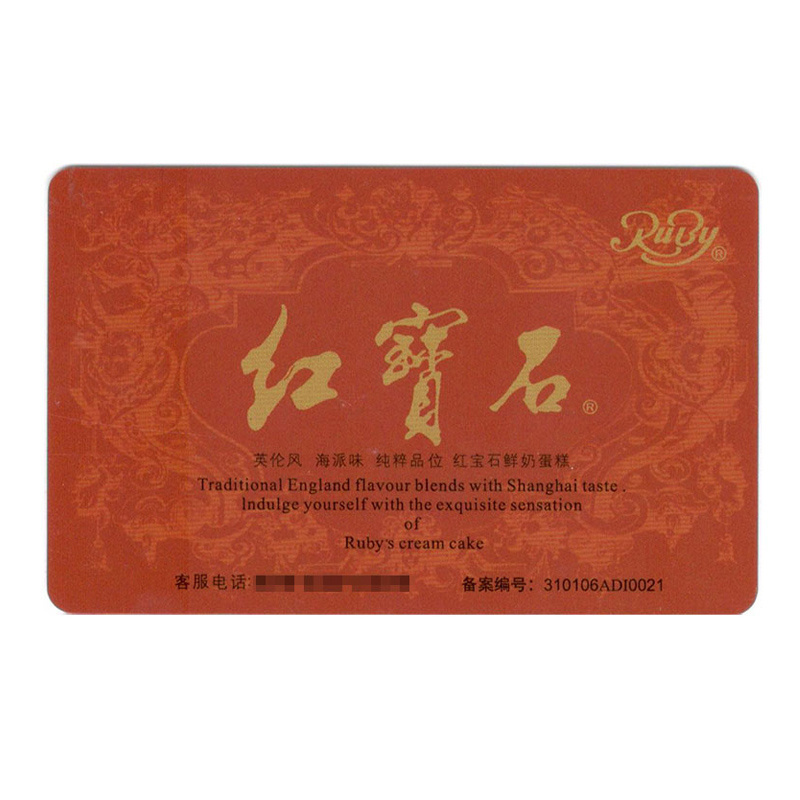 Ruby®
红寶石®
英伦风 海派味 纯粹品位 红宝石鲜奶蛋糕
Traditional England flavour blends with Shanghai taste .
Indulge yourself with the exquisite sensation
of
Ruby's cream cake
客服电话: 备案编号：310106ADI0021